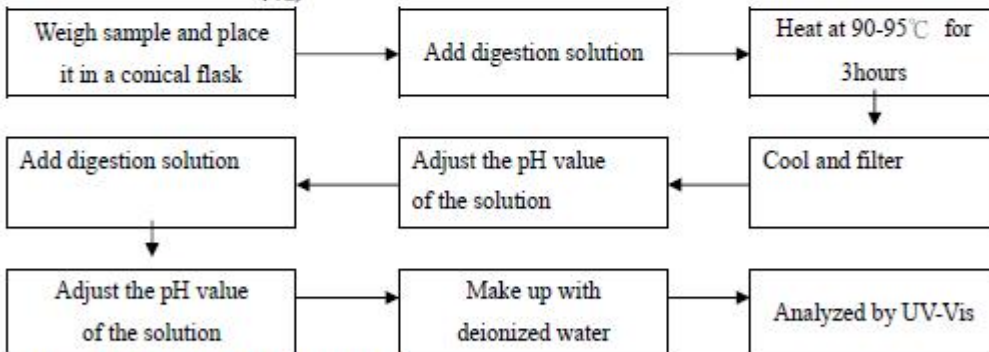 Weigh sample and place
it in a conical flask
Add digestion solution
Heat at 90-95℃ for
3hours
Cool and filter
Adjust the pH value
of the solution
Add digestion solution
Adjust the pH value
of the solution
Make up with
deionized water
Analyzed by UV-Vis